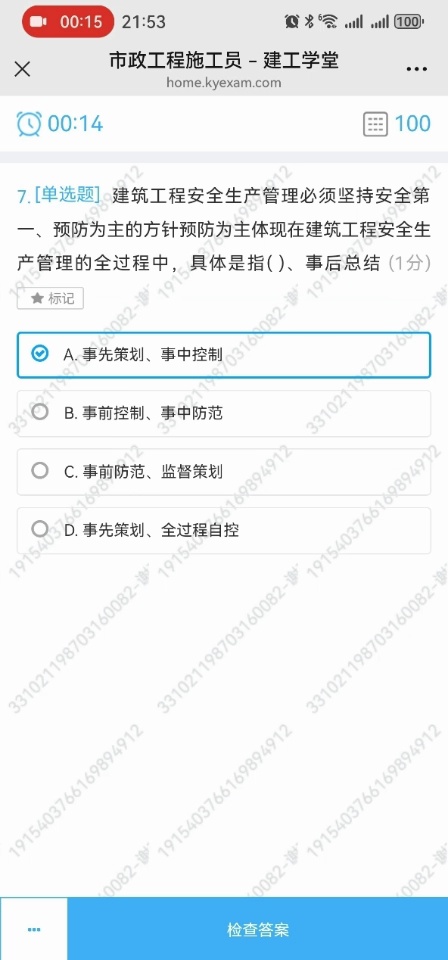 00:15 21:53 100
市政工程施工员 – 建工学堂
home.kyexam.com
00:14 100
7. [单选题] 建筑工程安全生产管理必须坚持安全第
一、预防为主的方针预防为主体现在建筑工程安全生
产管理的全过程中，具体是指( )、事后总结 (1分)
标记
A. 事先策划、事中控制
B. 事前控制、事中防范
C. 事前防范、监督策划
D. 事先策划、全过程自控
检查答案
331021198703160082-谢
1915403766169894912